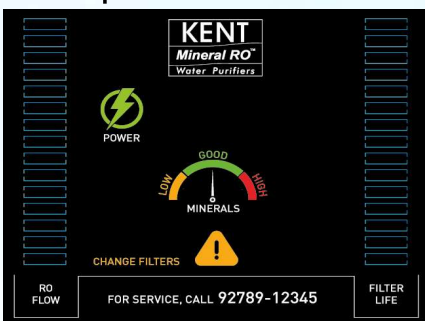 KENT
Mineral RO™
Water Purifiers
POWER
GOOD
LOW
HIGH
MINERALS
CHANGE FILTERS
!
RO
FLOW
FOR SERVICE, CALL 92789-12345
FILTER
LIFE